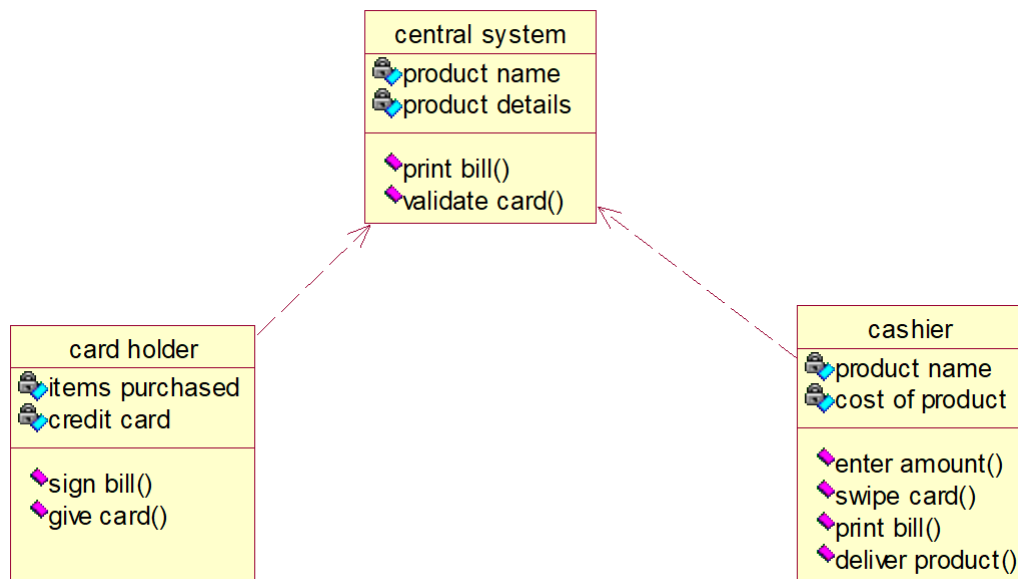 central system
product name
product details
print bill()
validate card()
card holder
items purchased
credit card
sign bill()
give card()
cashier
product name
cost of product
enter amount()
swipe card()
print bill()
deliver product()